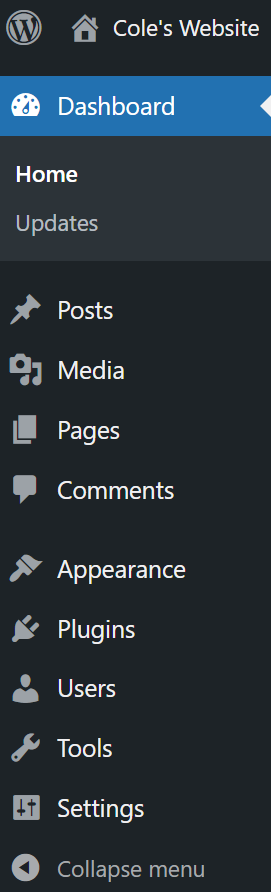 Cole's Website
Dashboard
Home
Updates
Posts
Media
Pages
Comments
Appearance
Plugins
Users
Tools
Settings
Collapse menu